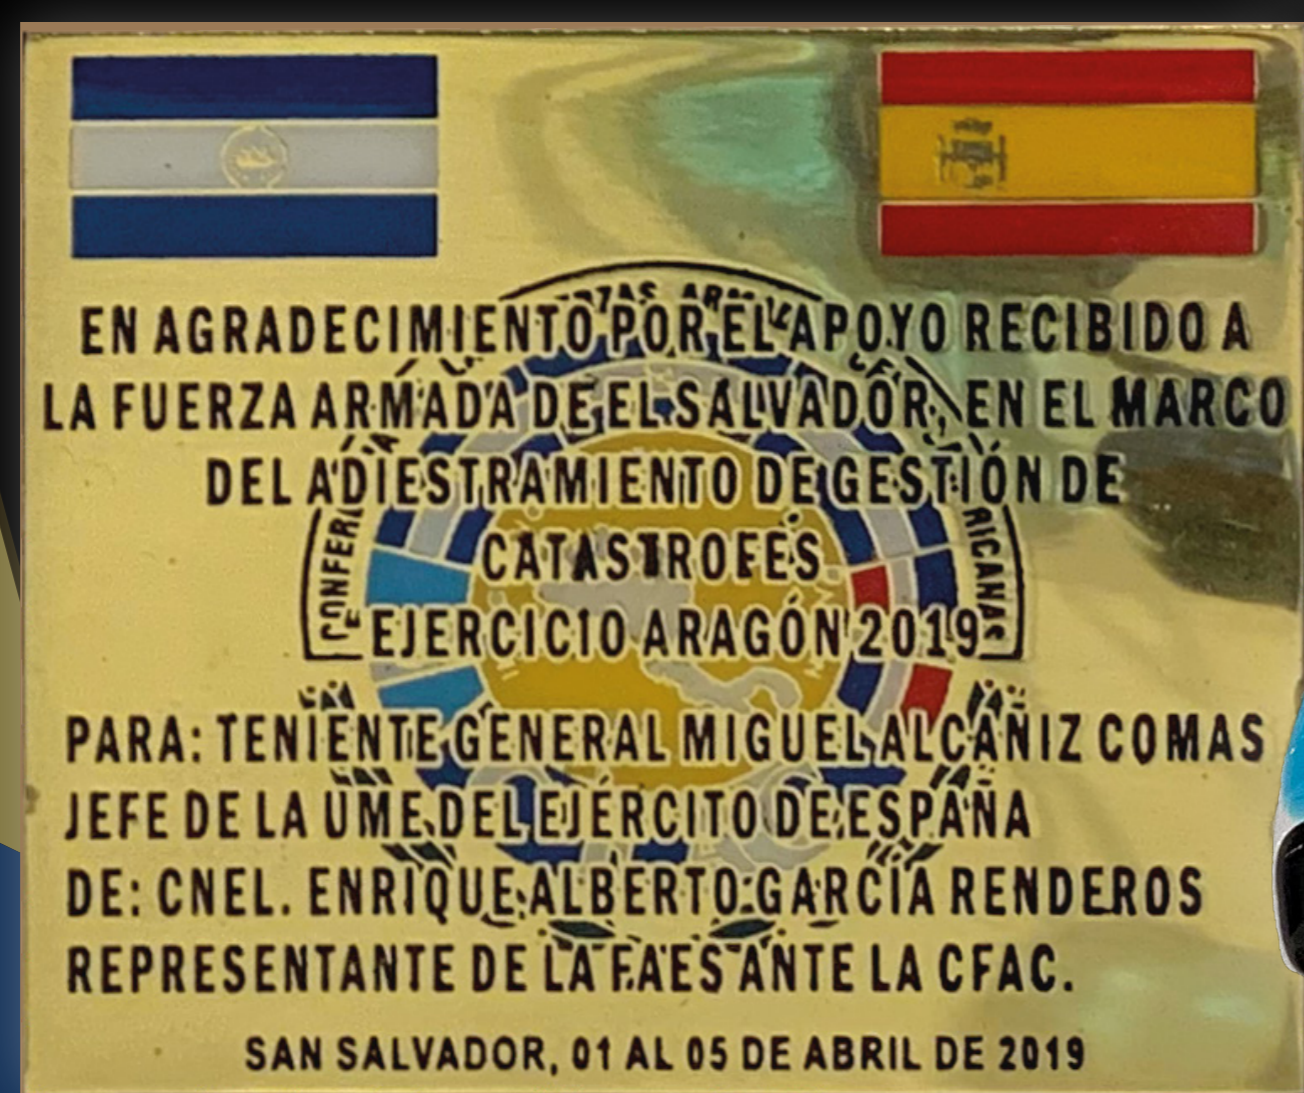 EN AGRADECIMIENTO POR EL APOYO RECIBIDO A
LA FUERZA ARMADA DE EL SALVADOR, EN EL MARCO
DEL ADIESTRAMIENTO DE GESTIÓN DE
CATASTROFES
EJERCICIO ARAGÓN 2019
PARA: TENIENTE GENERAL MIGUEL ALCAÑIZ COMAS
JEFE DE LA UME DEL EJÉRCITO DE ESPAÑA
DE: CNEL. ENRIQUE ALBERTO GARCÍA RENDEROS
REPRESENTANTE DE LA FAES ANTE LA CFAC.
SAN SALVADOR, 01 AL 05 DE ABRIL DE 2019